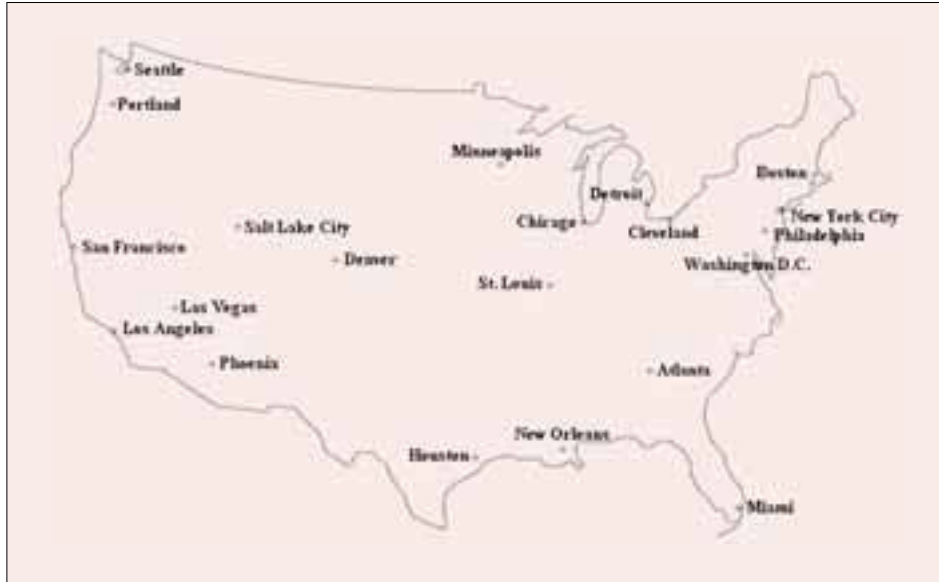 Seattle
Portland
Minneapolis
Boston
Detroit
New York City
Chicago
Salt Lake City
Cleveland
Philadelphia
San Francisco
Denver
Washington D.C.
St. Louis
Las Vegas
Los Angeles
Phoenix
Atlanta
New Orleans
Houston
Miami